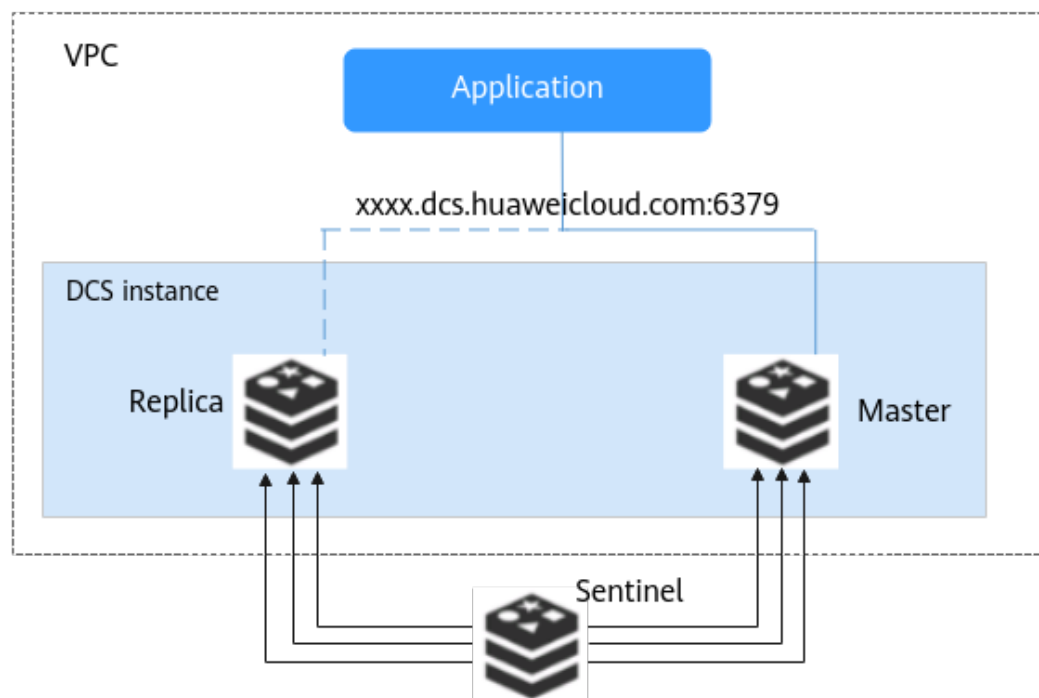 VPC
Application
xxxx.dcs.huaweicloud.com:6379
DCS instance
Replica
Master
Sentinel